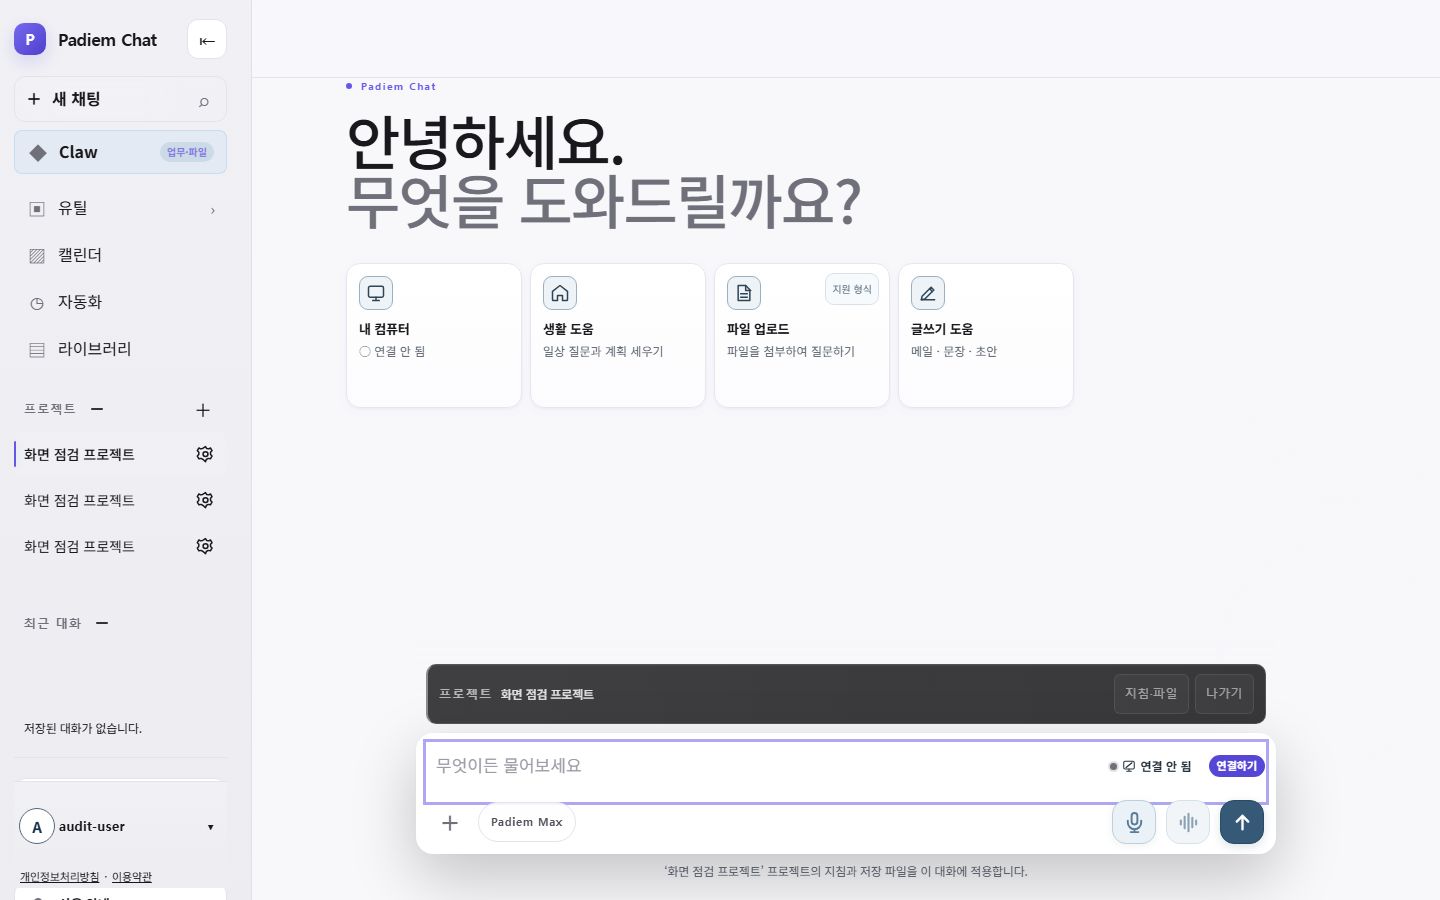 P
Padiem Chat
새 채팅
Claw
업무·파일
유틸
캘린더
자동화
라이브러리
프로젝트
화면 점검 프로젝트
화면 점검 프로젝트
화면 점검 프로젝트
최근 대화
저장된 대화가 없습니다.
A
audit-user
개인정보처리방침 · 이용약관
Padiem Chat
안녕하세요.
무엇을 도와드릴까요?
내 컴퓨터
연결 안 됨
생활 도움
일상 질문과 계획 세우기
지원 형식
파일 업로드
파일을 첨부하여 질문하기
글쓰기 도움
메일 · 문장 · 초안
프로젝트 화면 점검 프로젝트
지침·파일
나가기
무엇이든 물어보세요
연결 안 됨
연결하기
Padiem Max
‘화면 점검 프로젝트’ 프로젝트의 지침과 저장 파일을 이 대화에 적용합니다.